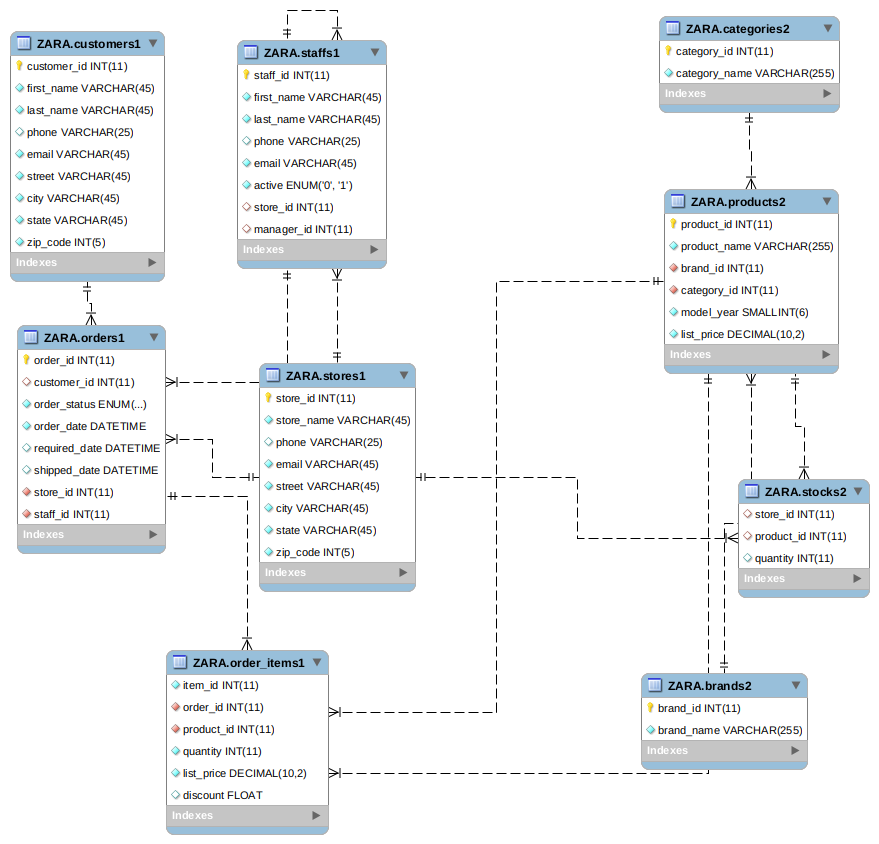 ZARA.customers1
customer_id INT(11)
first_name VARCHAR(45)
last_name VARCHAR(45)
phone VARCHAR(25)
email VARCHAR(45)
street VARCHAR(45)
city VARCHAR(45)
state VARCHAR(45)
zip_code INT(5)
Indexes
ZARA.staffs1
staff_id INT(11)
first_name VARCHAR(45)
last_name VARCHAR(45)
phone VARCHAR(25)
email VARCHAR(45)
active ENUM('0', '1')
store_id INT(11)
manager_id INT(11)
Indexes
ZARA.categories2
category_id INT(11)
category_name VARCHAR(255)
Indexes
ZARA.products2
product_id INT(11)
product_name VARCHAR(255)
brand_id INT(11)
category_id INT(11)
model_year SMALLINT(6)
list_price DECIMAL(10,2)
Indexes
ZARA.orders1
order_id INT(11)
customer_id INT(11)
order_status ENUM(...)
order_date DATETIME
required_date DATETIME
shipped_date DATETIME
store_id INT(11)
staff_id INT(11)
Indexes
ZARA.stores1
store_id INT(11)
store_name VARCHAR(45)
phone VARCHAR(25)
email VARCHAR(45)
street VARCHAR(45)
city VARCHAR(45)
state VARCHAR(45)
zip_code INT(5)
Indexes
ZARA.stocks2
store_id INT(11)
product_id INT(11)
quantity INT(11)
Indexes
ZARA.order_items1
item_id INT(11)
order_id INT(11)
product_id INT(11)
quantity INT(11)
list_price DECIMAL(10,2)
discount FLOAT
Indexes
ZARA.brands2
brand_id INT(11)
brand_name VARCHAR(255)
Indexes